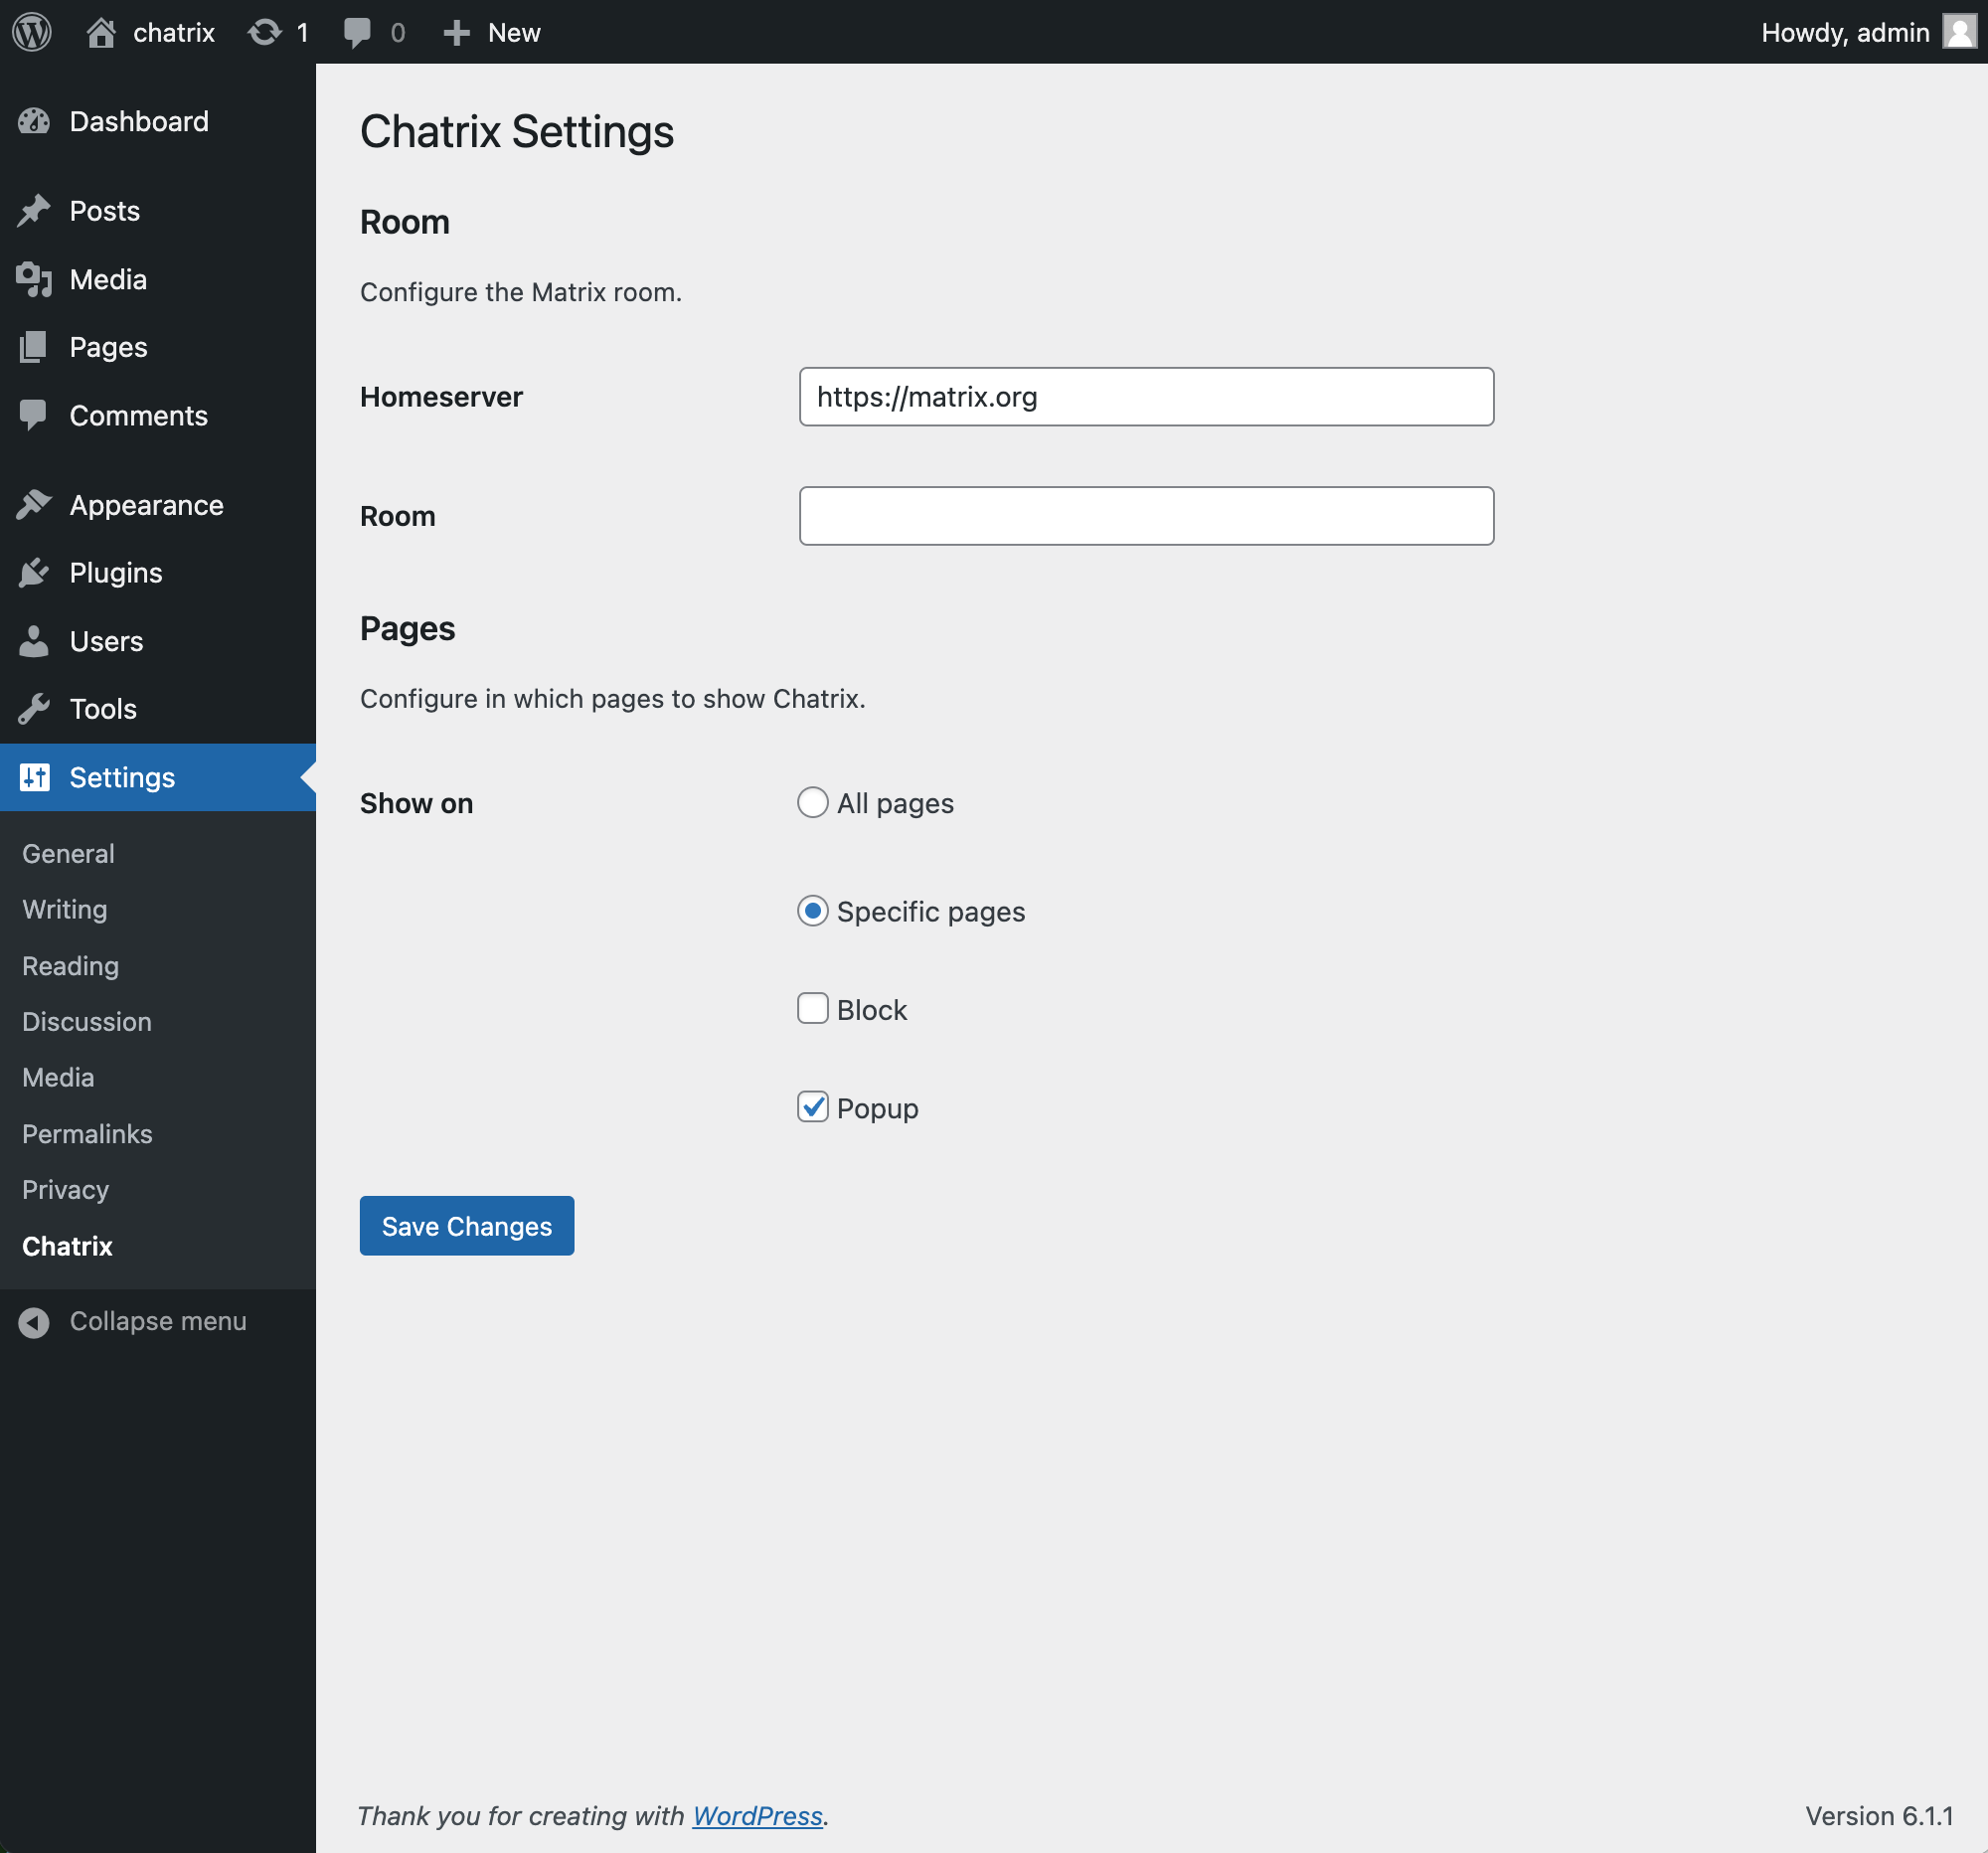 chatrix 1 0 New Howdy, admin
Dashboard
Posts
Media
Pages
Comments
Appearance
Plugins
Users
Tools
Settings
General
Writing
Reading
Discussion
Media
Permalinks
Privacy
Chatrix
Collapse menu
Chatrix Settings
Room
Configure the Matrix room.
Homeserver https://matrix.org
Room
Pages
Configure in which pages to show Chatrix.
Show on All pages
Specific pages
Block
Popup
Save Changes
Thank you for creating with WordPress. Version 6.1.1